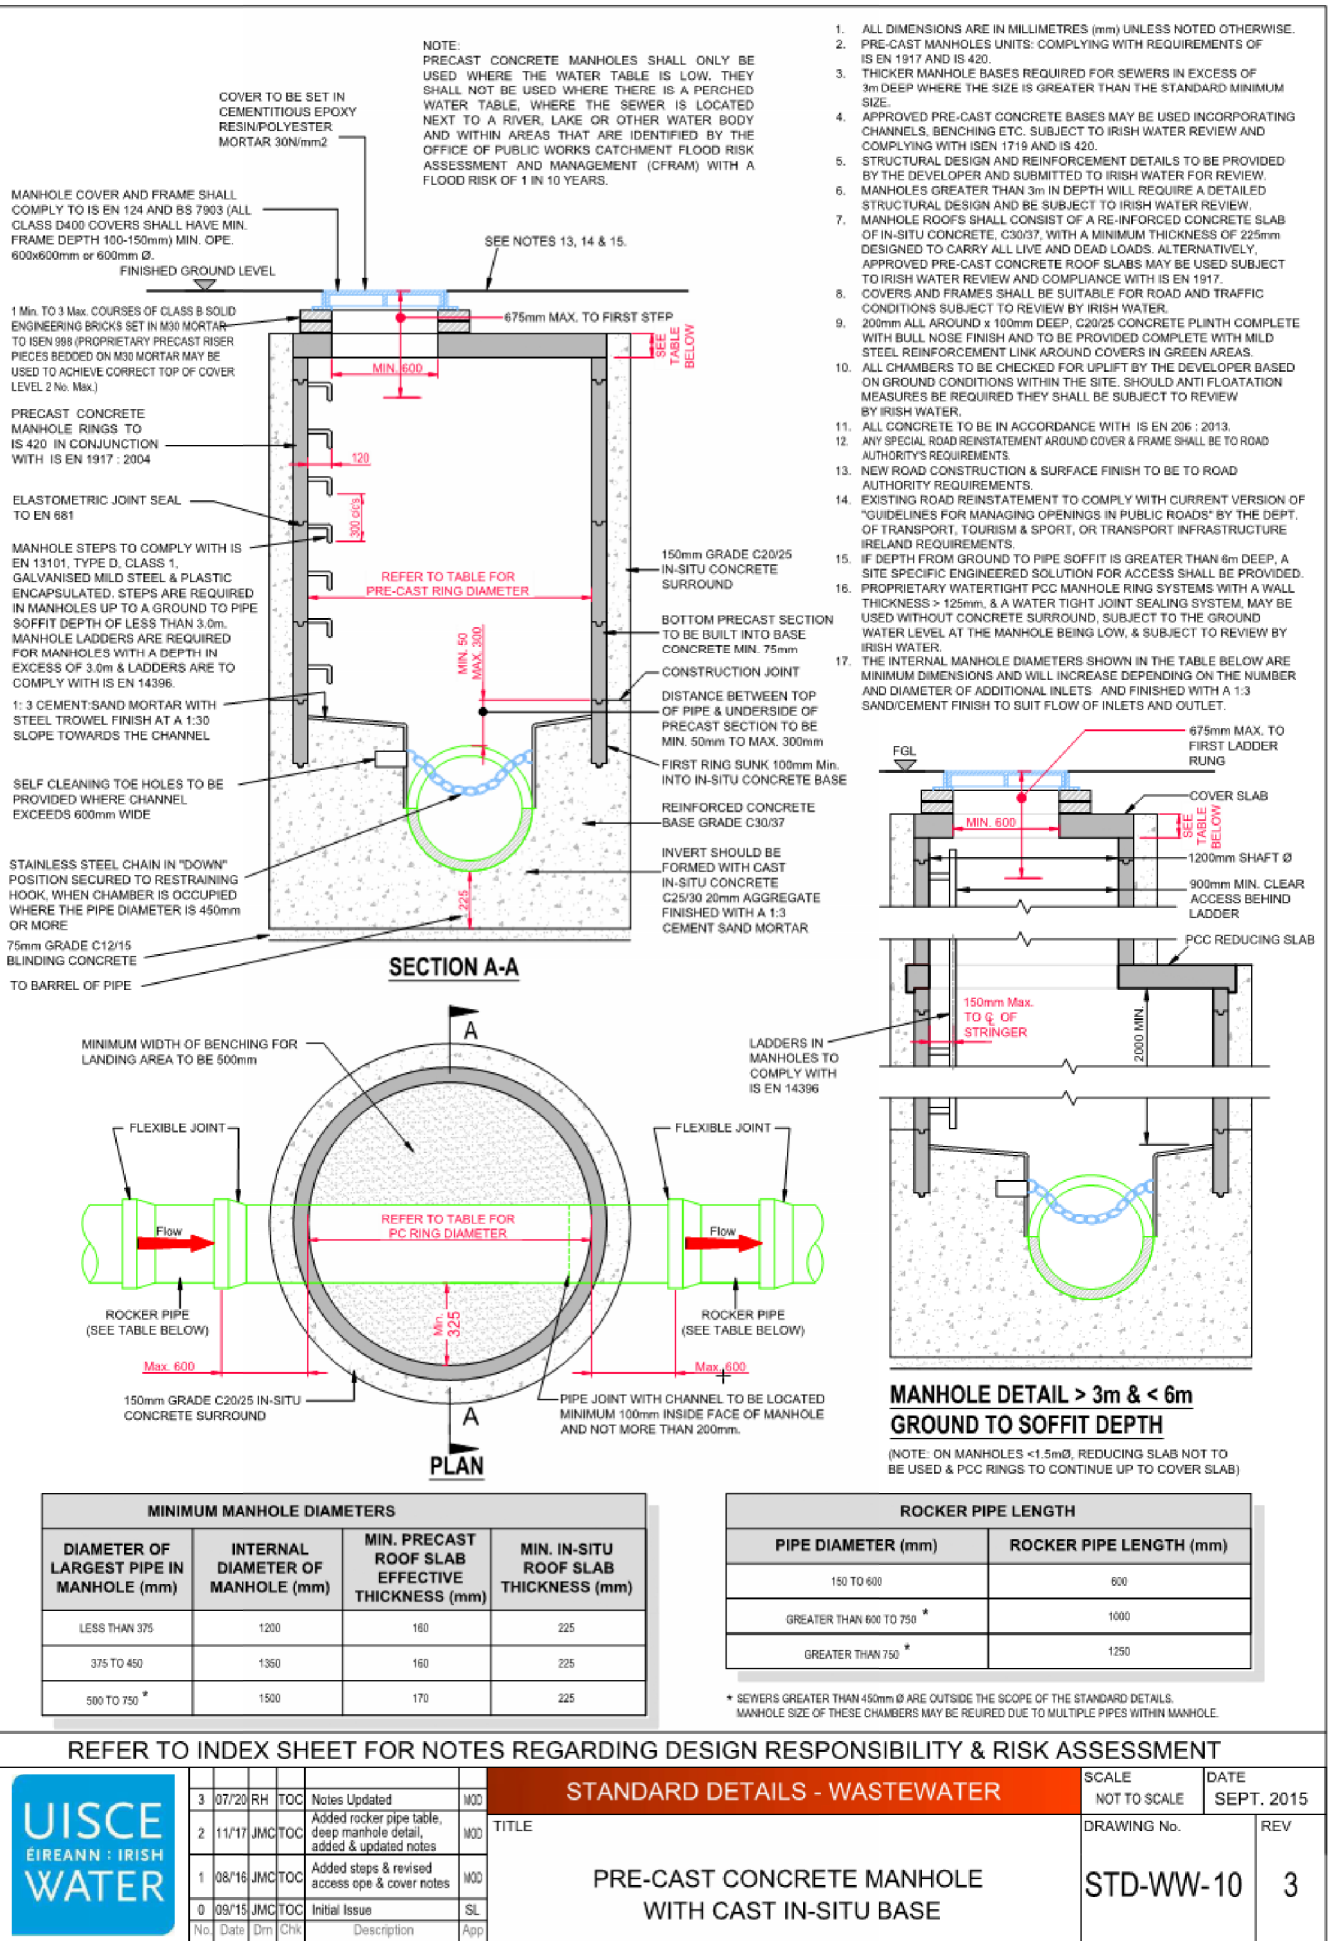 NOTE:
PRECAST CONCRETE MANHOLES SHALL ONLY BE
USED WHERE THE WATER TABLE IS LOW. THEY
SHALL NOT BE USED WHERE THERE IS A PERCHED
WATER TABLE, WHERE THE SEWER IS LOCATED
NEXT TO A RIVER, LAKE OR OTHER WATER BODY
AND WITHIN AREAS THAT ARE IDENTIFIED BY THE
OFFICE OF PUBLIC WORKS CATCHMENT FLOOD RISK
ASSESSMENT AND MANAGEMENT (CFRAM) WITH A
FLOOD RISK OF 1 IN 10 YEARS.
COVER TO BE SET IN
CEMENTITIOUS EPOXY
RESIN/POLYESTER
MORTAR 30N/mm2
MANHOLE COVER AND FRAME SHALL
COMPLY TO IS EN 124 AND BS 7903 (ALL
CLASS D400 COVERS SHALL HAVE MIN.
FRAME DEPTH 100-150mm) MIN. OPE.
600x600mm or 600mm Ø.
FINISHED GROUND LEVEL
SEE NOTES 13, 14 & 15.
1 Min. TO 3 Max. COURSES OF CLASS B SOLID
ENGINEERING BRICKS SET IN M30 MORTAR
TO ISEN 998 (PROPRIETARY PRECAST RISER
PIECES BEDDED ON M30 MORTAR MAY BE
USED TO ACHIEVE CORRECT TOP OF COVER
LEVEL 2 No. Max.)
675mm MAX. TO FIRST STEP
SEE
TABLE
BELOW
MIN. 600
PRECAST CONCRETE
MANHOLE RINGS TO
IS 420 IN CONJUNCTION
WITH IS EN 1917 : 2004
120
ELASTOMETRIC JOINT SEAL
TO EN 681
300 c/c's
MANHOLE STEPS TO COMPLY WITH IS
EN 13101, TYPE D, CLASS 1,
GALVANISED MILD STEEL & PLASTIC
ENCAPSULATED. STEPS ARE REQUIRED
IN MANHOLES UP TO A GROUND TO PIPE
SOFFIT DEPTH OF LESS THAN 3.0m.
MANHOLE LADDERS ARE REQUIRED
FOR MANHOLES WITH A DEPTH IN
EXCESS OF 3.0m & LADDERS ARE TO
COMPLY WITH IS EN 14396.
REFER TO TABLE FOR
PRE-CAST RING DIAMETER
150mm GRADE C20/25
IN-SITU CONCRETE
SURROUND
BOTTOM PRECAST SECTION
TO BE BUILT INTO BASE
CONCRETE MIN. 75mm
MIN. 50
MAX. 300
CONSTRUCTION JOINT
DISTANCE BETWEEN TOP
OF PIPE & UNDERSIDE OF
PRECAST SECTION TO BE
MIN. 50mm TO MAX. 300mm
1: 3 CEMENT:SAND MORTAR WITH
STEEL TROWEL FINISH AT A 1:30
SLOPE TOWARDS THE CHANNEL
FIRST RING SUNK 100mm Min.
INTO IN-SITU CONCRETE BASE
SELF CLEANING TOE HOLES TO BE
PROVIDED WHERE CHANNEL
EXCEEDS 600mm WIDE
REINFORCED CONCRETE
BASE GRADE C30/37
INVERT SHOULD BE
FORMED WITH CAST
IN-SITU CONCRETE
C25/30 20mm AGGREGATE
FINISHED WITH A 1:3
CEMENT SAND MORTAR
STAINLESS STEEL CHAIN IN "DOWN"
POSITION SECURED TO RESTRAINING
HOOK, WHEN CHAMBER IS OCCUPIED
WHERE THE PIPE DIAMETER IS 450mm
OR MORE
225
75mm GRADE C12/15
BLINDING CONCRETE
TO BARREL OF PIPE
SECTION A-A
1. ALL DIMENSIONS ARE IN MILLIMETRES (mm) UNLESS NOTED OTHERWISE.
2. PRE-CAST MANHOLES UNITS: COMPLYING WITH REQUIREMENTS OF
IS EN 1917 AND IS 420.
3. THICKER MANHOLE BASES REQUIRED FOR SEWERS IN EXCESS OF
3m DEEP WHERE THE SIZE IS GREATER THAN THE STANDARD MINIMUM
SIZE.
4. APPROVED PRE-CAST CONCRETE BASES MAY BE USED INCORPORATING
CHANNELS, BENCHING ETC. SUBJECT TO IRISH WATER REVIEW AND
COMPLYING WITH ISEN 1719 AND IS 420.
5. STRUCTURAL DESIGN AND REINFORCEMENT DETAILS TO BE PROVIDED
BY THE DEVELOPER AND SUBMITTED TO IRISH WATER FOR REVIEW.
6. MANHOLES GREATER THAN 3m IN DEPTH WILL REQUIRE A DETAILED
STRUCTURAL DESIGN AND BE SUBJECT TO IRISH WATER REVIEW.
7. MANHOLE ROOFS SHALL CONSIST OF A RE-INFORCED CONCRETE SLAB
OF IN-SITU CONCRETE, C30/37, WITH A MINIMUM THICKNESS OF 225mm
DESIGNED TO CARRY ALL LIVE AND DEAD LOADS. ALTERNATIVELY,
APPROVED PRE-CAST CONCRETE ROOF SLABS MAY BE USED SUBJECT
TO IRISH WATER REVIEW AND COMPLIANCE WITH IS EN 1917.
8. COVERS AND FRAMES SHALL BE SUITABLE FOR ROAD AND TRAFFIC
CONDITIONS SUBJECT TO REVIEW BY IRISH WATER.
9. 200mm ALL AROUND x 100mm DEEP, C20/25 CONCRETE PLINTH COMPLETE
WITH BULL NOSE FINISH AND TO BE PROVIDED COMPLETE WITH MILD
STEEL REINFORCEMENT LINK AROUND COVERS IN GREEN AREAS.
10. ALL CHAMBERS TO BE CHECKED FOR UPLIFT BY THE DEVELOPER BASED
ON GROUND CONDITIONS WITHIN THE SITE. SHOULD ANTI FLOATATION
MEASURES BE REQUIRED THEY SHALL BE SUBJECT TO REVIEW
BY IRISH WATER.
11. ALL CONCRETE TO BE IN ACCORDANCE WITH IS EN 206 : 2013.
12. ANY SPECIAL ROAD REINSTATEMENT AROUND COVER & FRAME SHALL BE TO ROAD
AUTHORITY'S REQUIREMENTS.
13. NEW ROAD CONSTRUCTION & SURFACE FINISH TO BE TO ROAD
AUTHORITY REQUIREMENTS.
14. EXISTING ROAD REINSTATEMENT TO COMPLY WITH CURRENT VERSION OF
"GUIDELINES FOR MANAGING OPENINGS IN PUBLIC ROADS" BY THE DEPT.
OF TRANSPORT, TOURISM & SPORT, OR TRANSPORT INFRASTRUCTURE
IRELAND REQUIREMENTS.
15. IF DEPTH FROM GROUND TO PIPE SOFFIT IS GREATER THAN 6m DEEP, A
SITE SPECIFIC ENGINEERED SOLUTION FOR ACCESS SHALL BE PROVIDED.
16. PROPRIETARY WATERTIGHT PCC MANHOLE RING SYSTEMS WITH A WALL
THICKNESS > 125mm, & A WATER TIGHT JOINT SEALING SYSTEM, MAY BE
USED WITHOUT CONCRETE SURROUND, SUBJECT TO THE GROUND
WATER LEVEL AT THE MANHOLE BEING LOW, & SUBJECT TO REVIEW BY
IRISH WATER.
17. THE INTERNAL MANHOLE DIAMETERS SHOWN IN THE TABLE BELOW ARE
MINIMUM DIMENSIONS AND WILL INCREASE DEPENDING ON THE NUMBER
AND DIAMETER OF ADDITIONAL INLETS AND FINISHED WITH A 1:3
SAND/CEMENT FINISH TO SUIT FLOW OF INLETS AND OUTLET.
FGL
675mm MAX. TO
FIRST LADDER
RUNG
COVER SLAB
MIN. 600
SEE
TABLE
BELOW
1200mm SHAFT Ø
900mm MIN. CLEAR
ACCESS BEHIND
LADDER
PCC REDUCING SLAB
150mm Max.
TO ℄ OF
STRINGER
2000 MIN.
LADDERS IN
MANHOLES TO
COMPLY WITH
IS EN 14396
MANHOLE DETAIL > 3m & < 6m
GROUND TO SOFFIT DEPTH
(NOTE: ON MANHOLES <1.5mØ, REDUCING SLAB NOT TO
BE USED & PCC RINGS TO CONTINUE UP TO COVER SLAB)
A
MINIMUM WIDTH OF BENCHING FOR
LANDING AREA TO BE 500mm
FLEXIBLE JOINT
FLEXIBLE JOINT
Flow
REFER TO TABLE FOR
PC RING DIAMETER
Flow
ROCKER PIPE
(SEE TABLE BELOW)
Min.
325
ROCKER PIPE
(SEE TABLE BELOW)
Max. 600
Max. 600
150mm GRADE C20/25 IN-SITU
CONCRETE SURROUND
A
PIPE JOINT WITH CHANNEL TO BE LOCATED
MINIMUM 100mm INSIDE FACE OF MANHOLE
AND NOT MORE THAN 200mm.
PLAN
MINIMUM MANHOLE DIAMETERS
DIAMETER OF LARGEST PIPE IN MANHOLE (mm) INTERNAL DIAMETER OF MANHOLE (mm) MIN. PRECAST ROOF SLAB EFFECTIVE THICKNESS (mm) MIN. IN-SITU ROOF SLAB THICKNESS (mm)
LESS THAN 375 1200 160 225
375 TO 450 1350 160 225
500 TO 750 * 1500 170 225
ROCKER PIPE LENGTH
PIPE DIAMETER (mm) ROCKER PIPE LENGTH (mm)
150 TO 600 600
GREATER THAN 600 TO 750 * 1000
GREATER THAN 750 * 1250
* SEWERS GREATER THAN 450mm Ø ARE OUTSIDE THE SCOPE OF THE STANDARD DETAILS.
MANHOLE SIZE OF THESE CHAMBERS MAY BE REUIRED DUE TO MULTIPLE PIPES WITHIN MANHOLE.
REFER TO INDEX SHEET FOR NOTES REGARDING DESIGN RESPONSIBILITY & RISK ASSESSMENT
UISCE
ÉIREANN : IRISH
WATER
3 07/'20 RH TOC Notes Updated MOD
2 11/'17 JMC TOC Added rocker pipe table, deep manhole detail, added & updated notes MOD
1 08/'16 JMC TOC Added steps & revised access ope & cover notes MOD
0 09/'15 JMC TOC Initial Issue SL
No. Date Drn Chk Description App
STANDARD DETAILS - WASTEWATER
TITLE
PRE-CAST CONCRETE MANHOLE
WITH CAST IN-SITU BASE
SCALE
NOT TO SCALE
DATE
SEPT. 2015
DRAWING No.
STD-WW-10
REV
3